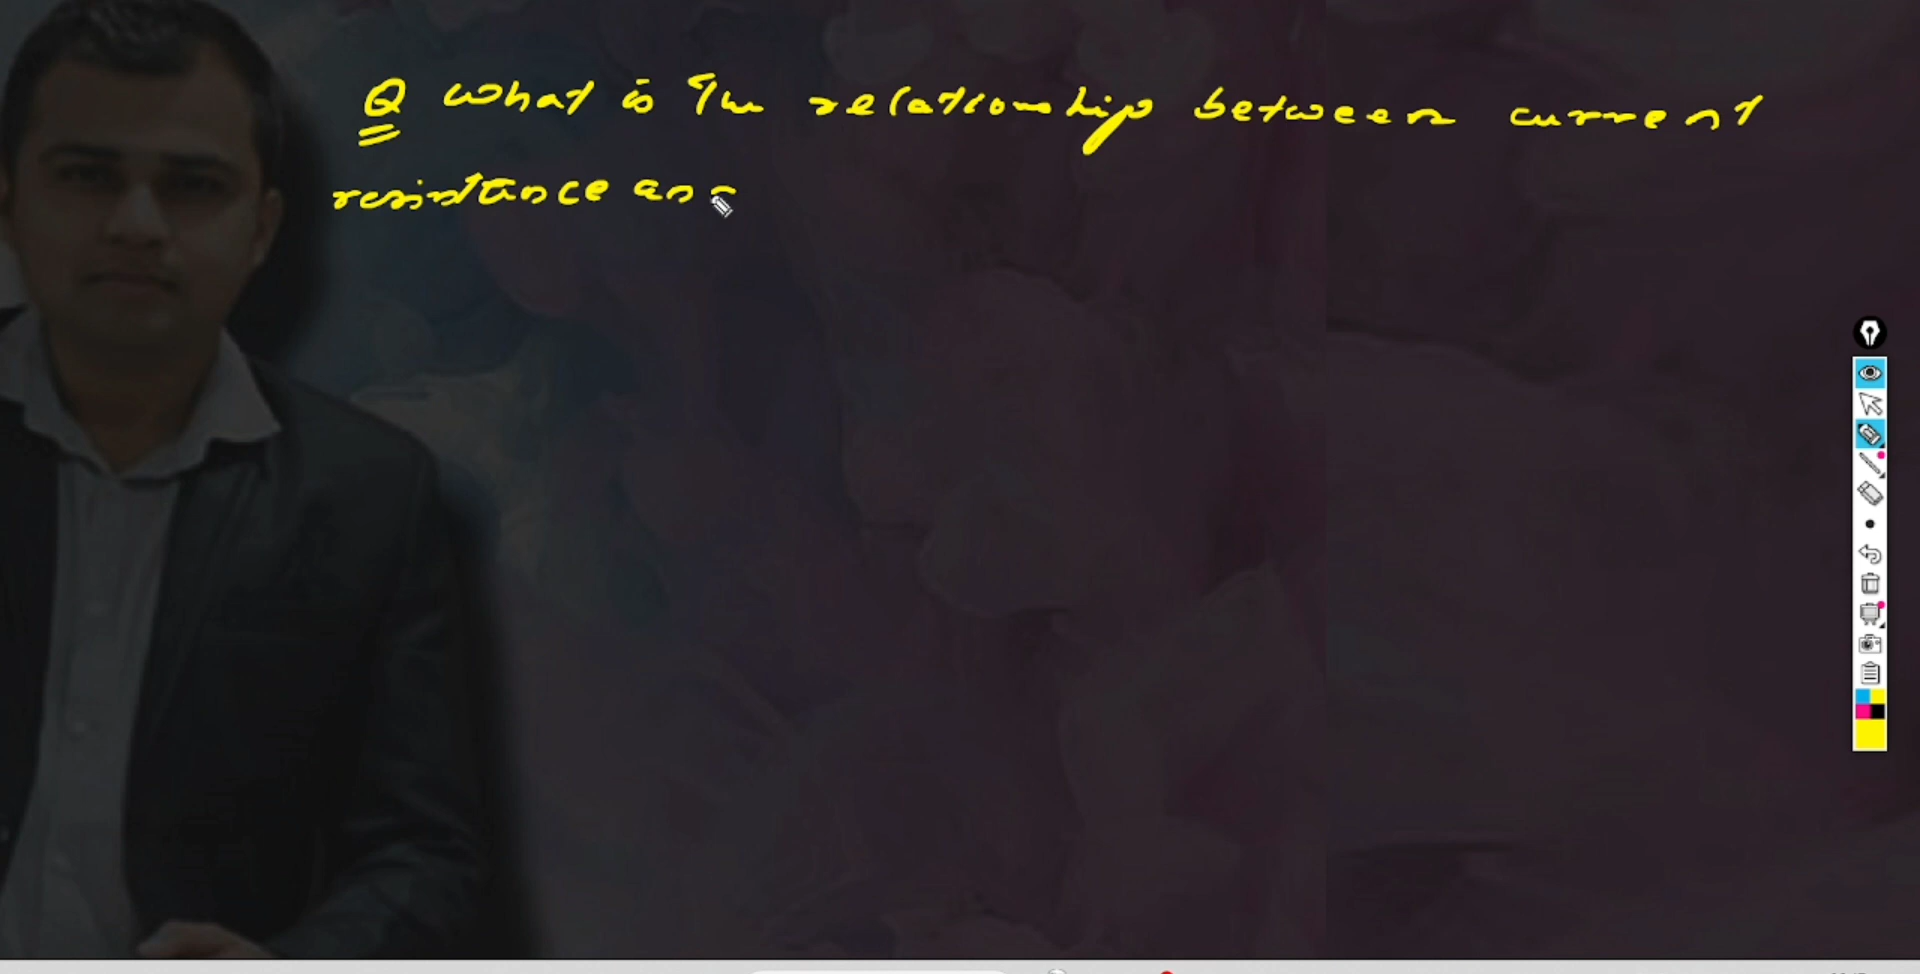 Q What is the relationship between current
resistance an